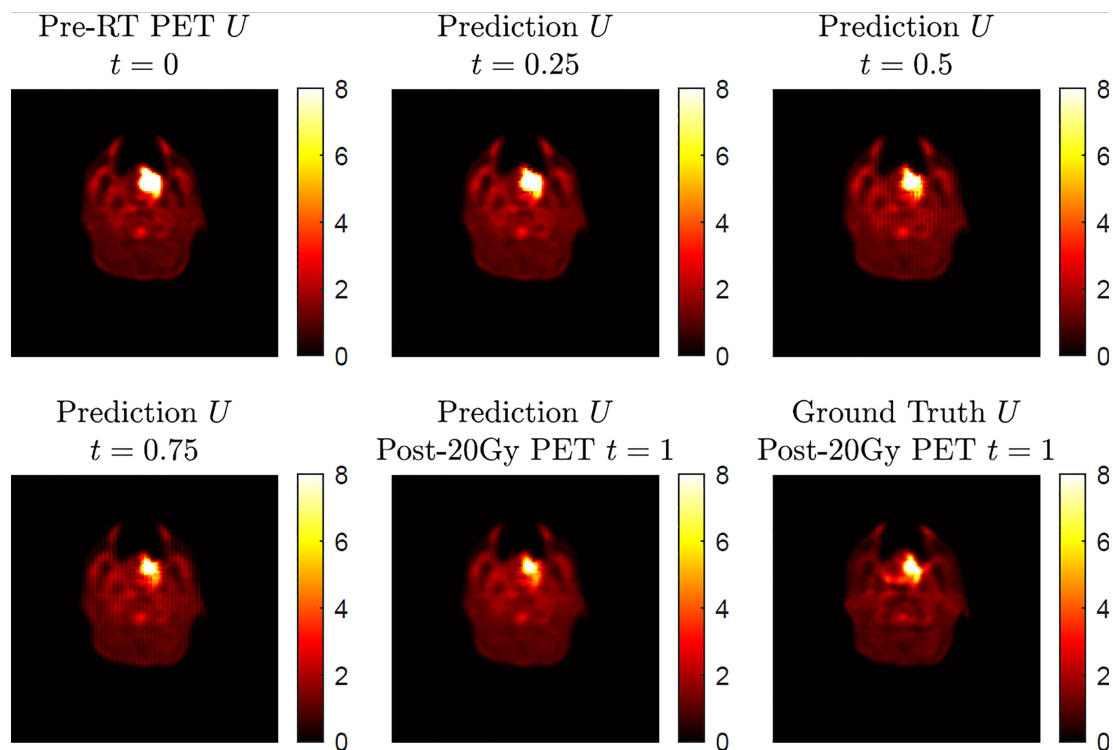 Pre-RT PET U
t = 0
8
6
4
2
0
Prediction U
t = 0.25
8
6
4
2
0
Prediction U
t = 0.5
8
6
4
2
0
Prediction U
t = 0.75
8
6
4
2
0
Prediction U
Post-20Gy PET t = 1
8
6
4
2
0
Ground Truth U
Post-20Gy PET t = 1
8
6
4
2
0